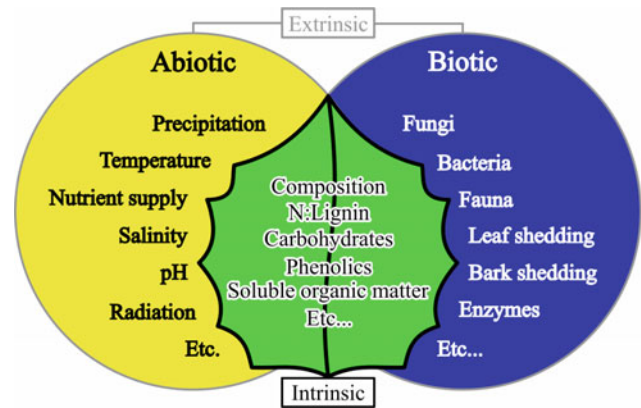 Extrinsic
Abiotic
Precipitation
Temperature
Nutrient supply
Salinity
pH
Radiation
Etc.
Composition
N:Lignin
Carbohydrates
Phenolics
Soluble organic matter
Etc...
Biotic
Fungi
Bacteria
Fauna
Leaf shedding
Bark shedding
Enzymes
Etc...
Intrinsic